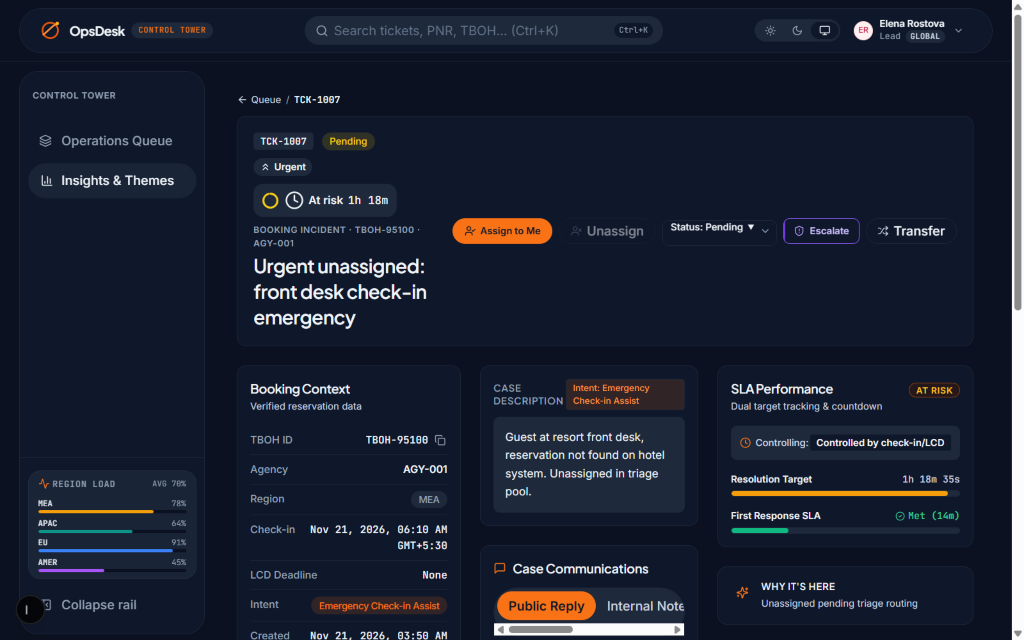 OpsDesk CONTROL TOWER
Search tickets, PNR, TBOH... (Ctrl+K) Ctrl+K
ER Elena Rostova
Lead GLOBAL
CONTROL TOWER
Operations Queue
Insights & Themes
REGION LOAD AVG 70%
MEA 78%
APAC 64%
EU 91%
AMER 45%
Collapse rail
← Queue / TCK-1007
TCK-1007 Pending
Urgent
At risk 1h 18m
BOOKING INCIDENT · TBOH-95100 ·
AGY-001
Urgent unassigned:
front desk check-in
emergency
Assign to Me Unassign Status: Pending ▼ Escalate Transfer
Booking Context
Verified reservation data
TBOH ID TBOH-95100
Agency AGY-001
Region MEA
Check-in Nov 21, 2026, 06:10 AM
GMT+5:30
LCD Deadline None
Intent Emergency Check-in Assist
Created Nov 21, 2026, 03:50 AM
CASE
DESCRIPTION
Intent: Emergency
Check-in Assist
Guest at resort front desk,
reservation not found on hotel
system. Unassigned in triage
pool.
Case Communications
Public Reply Internal Note
SLA Performance AT RISK
Dual target tracking & countdown
Controlling: Controlled by check-in/LCD
Resolution Target 1h 18m 35s
First Response SLA Met (14m)
WHY IT'S HERE
Unassigned pending triage routing